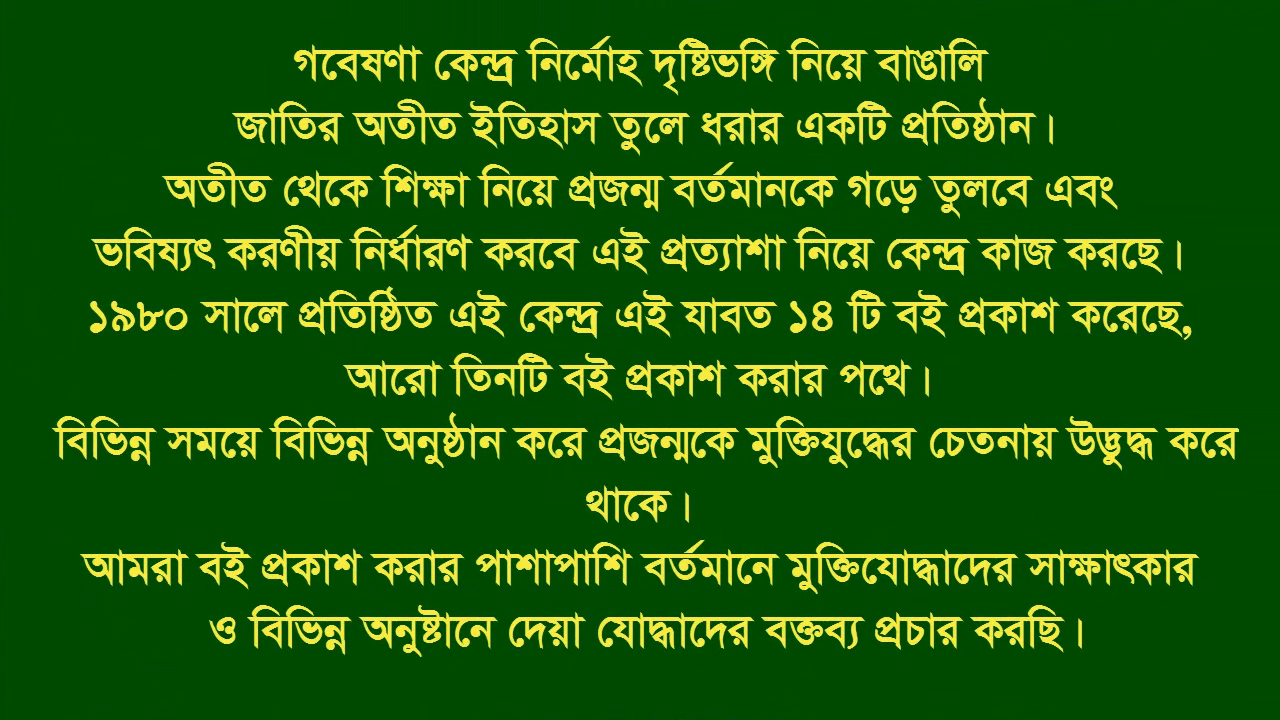 গবেষণা কেন্দ্র নির্মোহ দৃষ্টিভঙ্গি নিয়ে বাঙালি
জাতির অতীত ইতিহাস তুলে ধরার একটি প্রতিষ্ঠান।
অতীত থেকে শিক্ষা নিয়ে প্রজন্ম বর্তমানকে গড়ে তুলবে এবং
ভবিষ্যৎ করণীয় নির্ধারণ করবে এই প্রত্যাশা নিয়ে কেন্দ্র কাজ করছে।
১৯৮০ সালে প্রতিষ্ঠিত এই কেন্দ্র এই যাবত ১৪ টি বই প্রকাশ করেছে,
আরো তিনটি বই প্রকাশ করার পথে।
বিভিন্ন সময়ে বিভিন্ন অনুষ্ঠান করে প্রজন্মকে মুক্তিযুদ্ধের চেতনায় উদ্ভুদ্ধ করে
থাকে।
আমরা বই প্রকাশ করার পাশাপাশি বর্তমানে মুক্তিযোদ্ধাদের সাক্ষাৎকার
ও বিভিন্ন অনুষ্টানে দেয়া যোদ্ধাদের বক্তব্য প্রচার করছি।